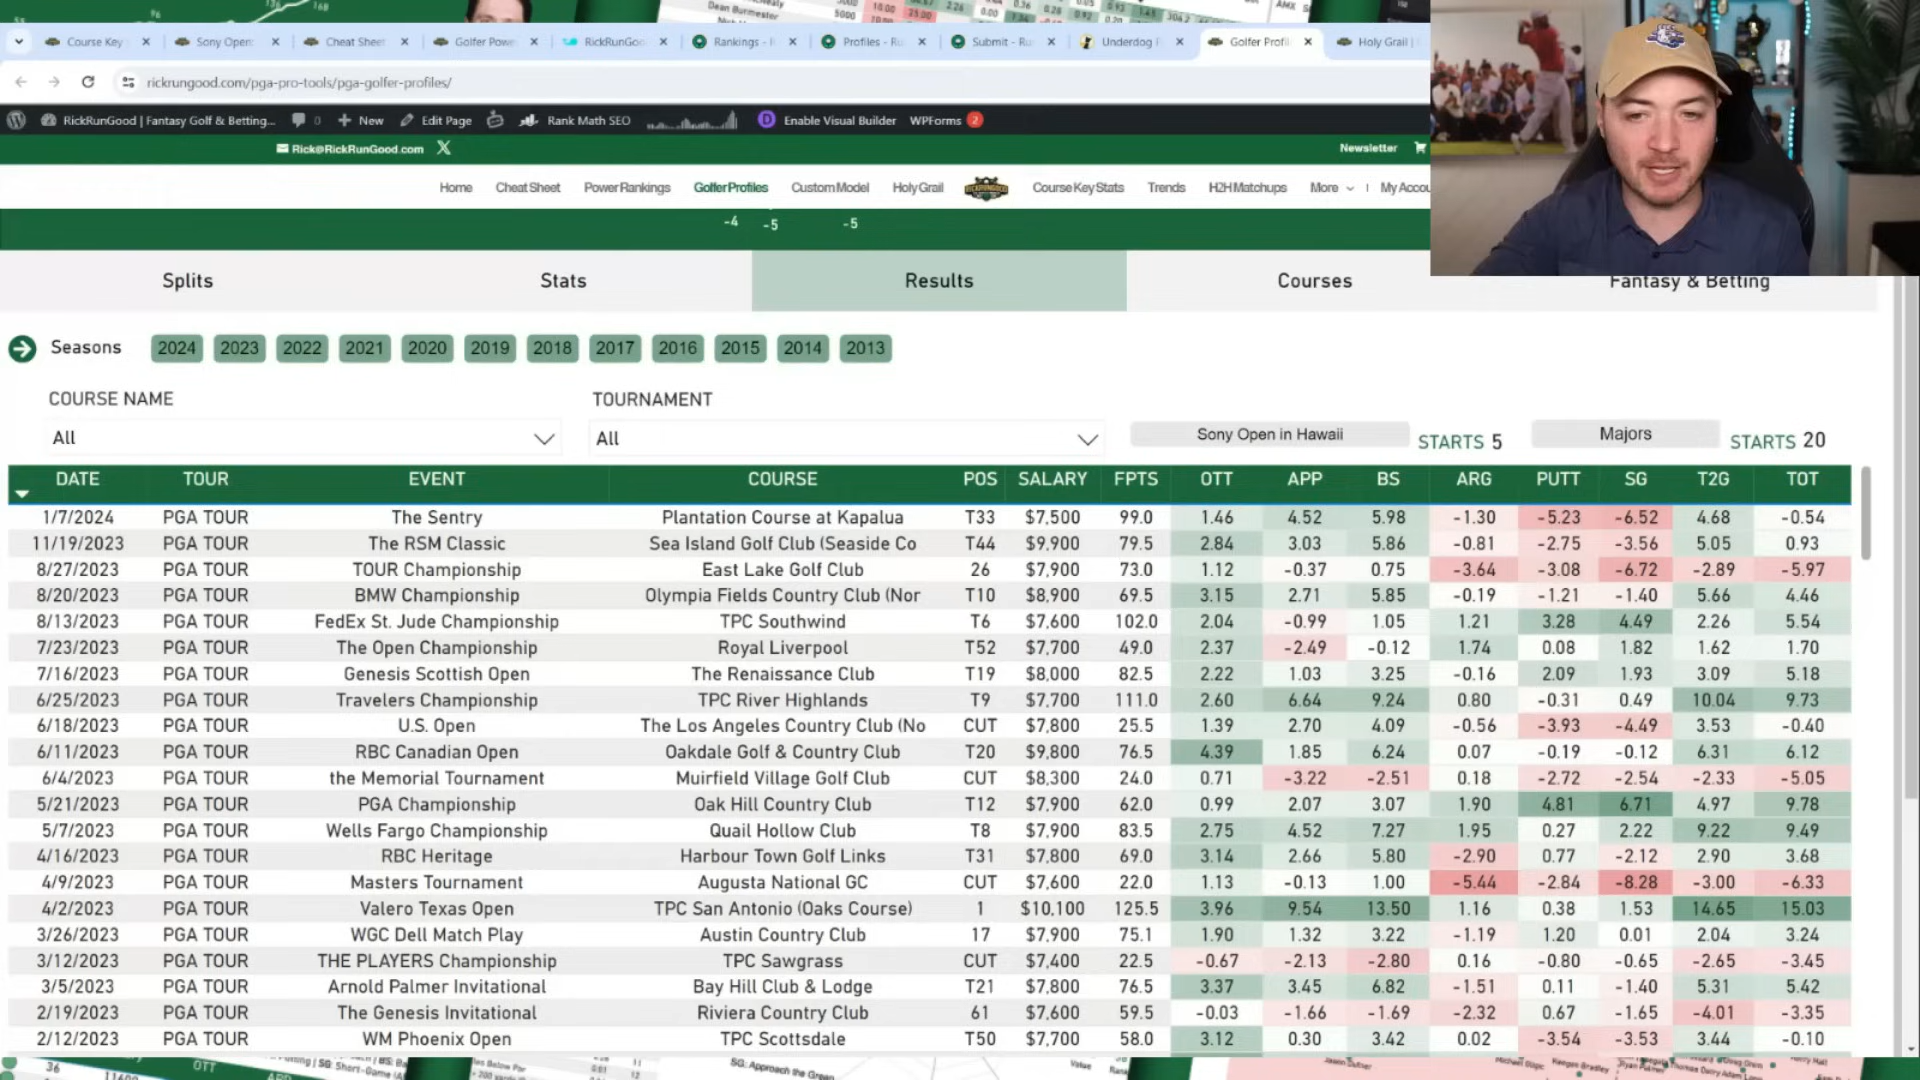 Course Key
Sony Open
Cheat Sheet
Golfer Powe
RickRunGoo
Rankings - R
Profiles - Ru
Submit - Ru
Underdog
Golfer Profil
Holy Grail
rickrungood.com/pga-pro-tools/pga-golfer-profiles/
RickRunGood | Fantasy Golf & Betting... 0 New Edit Page Rank Math SEO Enable Visual Builder WPForms 2
Rick@RickRunGood.com
Newsletter
Home Cheat Sheet Power Rankings Golfer Profiles Custom Model Holy Grail Course Key Stats Trends H2H Matchups More My Accou
-4 -5 -5
Splits Stats Results Courses Fantasy & Betting
Seasons 2024 2023 2022 2021 2020 2019 2018 2017 2016 2015 2014 2013
COURSE NAME TOURNAMENT
All All Sony Open in Hawaii STARTS 5 Majors STARTS 20
DATE TOUR EVENT COURSE POS SALARY FPTS OTT APP BS ARG PUTT SG T2G TOT
1/7/2024 PGA TOUR The Sentry Plantation Course at Kapalua T33 $7,500 99.0 1.46 4.52 5.98 -1.30 -5.23 -6.52 4.68 -0.54
11/19/2023 PGA TOUR The RSM Classic Sea Island Golf Club (Seaside Co T44 $9,900 79.5 2.84 3.03 5.86 -0.81 -2.75 -3.56 5.05 0.93
8/27/2023 PGA TOUR TOUR Championship East Lake Golf Club 26 $7,900 73.0 1.12 -0.37 0.75 -3.64 -3.08 -6.72 -2.89 -5.97
8/20/2023 PGA TOUR BMW Championship Olympia Fields Country Club (Nor T10 $8,900 69.5 3.15 2.71 5.85 -0.19 -1.21 -1.40 5.66 4.46
8/13/2023 PGA TOUR FedEx St. Jude Championship TPC Southwind T6 $7,600 102.0 2.04 -0.99 1.05 1.21 3.28 4.49 2.26 5.54
7/23/2023 PGA TOUR The Open Championship Royal Liverpool T52 $7,700 49.0 2.37 -2.49 -0.12 1.74 0.08 1.82 1.62 1.70
7/16/2023 PGA TOUR Genesis Scottish Open The Renaissance Club T19 $8,000 82.5 2.22 1.03 3.25 -0.16 2.09 1.93 3.09 5.18
6/25/2023 PGA TOUR Travelers Championship TPC River Highlands T9 $7,700 111.0 2.60 6.64 9.24 0.80 -0.31 0.49 10.04 9.73
6/18/2023 PGA TOUR U.S. Open The Los Angeles Country Club (No CUT $7,800 25.5 1.39 2.70 4.09 -0.56 -3.93 -4.49 3.53 -0.40
6/11/2023 PGA TOUR RBC Canadian Open Oakdale Golf & Country Club T20 $9,800 76.5 4.39 1.85 6.24 0.07 -0.19 -0.12 6.31 6.12
6/4/2023 PGA TOUR the Memorial Tournament Muirfield Village Golf Club CUT $8,300 24.0 0.71 -3.22 -2.51 0.18 -2.72 -2.54 -2.33 -5.05
5/21/2023 PGA TOUR PGA Championship Oak Hill Country Club T12 $7,900 62.0 0.99 2.07 3.07 1.90 4.81 6.71 4.97 9.78
5/7/2023 PGA TOUR Wells Fargo Championship Quail Hollow Club T8 $7,900 83.5 2.75 4.52 7.27 1.95 0.27 2.22 9.22 9.49
4/16/2023 PGA TOUR RBC Heritage Harbour Town Golf Links T31 $7,800 69.0 3.14 2.66 5.80 -2.90 0.77 -2.12 2.90 3.68
4/9/2023 PGA TOUR Masters Tournament Augusta National GC CUT $7,600 22.0 1.13 -0.13 1.00 -5.44 -2.84 -8.28 -3.00 -6.33
4/2/2023 PGA TOUR Valero Texas Open TPC San Antonio (Oaks Course) 1 $10,100 125.5 3.96 9.54 13.50 1.16 0.38 1.53 14.65 15.03
3/26/2023 PGA TOUR WGC Dell Match Play Austin Country Club 17 $7,900 75.1 1.90 1.32 3.22 -1.19 1.20 0.01 2.04 3.24
3/12/2023 PGA TOUR THE PLAYERS Championship TPC Sawgrass CUT $7,400 22.5 -0.67 -2.13 -2.80 0.16 -0.80 -0.65 -2.65 -3.45
3/5/2023 PGA TOUR Arnold Palmer Invitational Bay Hill Club & Lodge T21 $7,800 76.5 3.37 3.45 6.82 -1.51 0.11 -1.40 5.31 5.42
2/19/2023 PGA TOUR The Genesis Invitational Riviera Country Club 61 $7,600 59.5 -0.03 -1.66 -1.69 -2.32 0.67 -1.65 -4.01 -3.35
2/12/2023 PGA TOUR WM Phoenix Open TPC Scottsdale T50 $7,700 58.0 3.12 0.30 3.42 0.02 -3.54 -3.53 3.44 -0.10